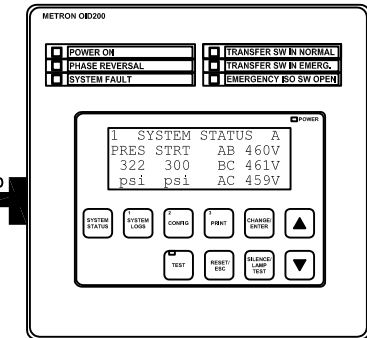 METRON OID200
POWER ON
PHASE REVERSAL
SYSTEM FAULT
TRANSFER SW IN NORMAL
TRANSFER SW IN EMERG.
EMERGENCY ISO SW OPEN
POWER
1 SYSTEM STATUS A
PRES STRT AB 460V
322 300 BC 461V
psi psi AC 459V
SYSTEM STATUS
1 SYSTEM LOGS
2 CONFIG
3 PRINT
CHANGE/ ENTER
TEST
RESET/ ESC
SILENCE/ LAMP TEST